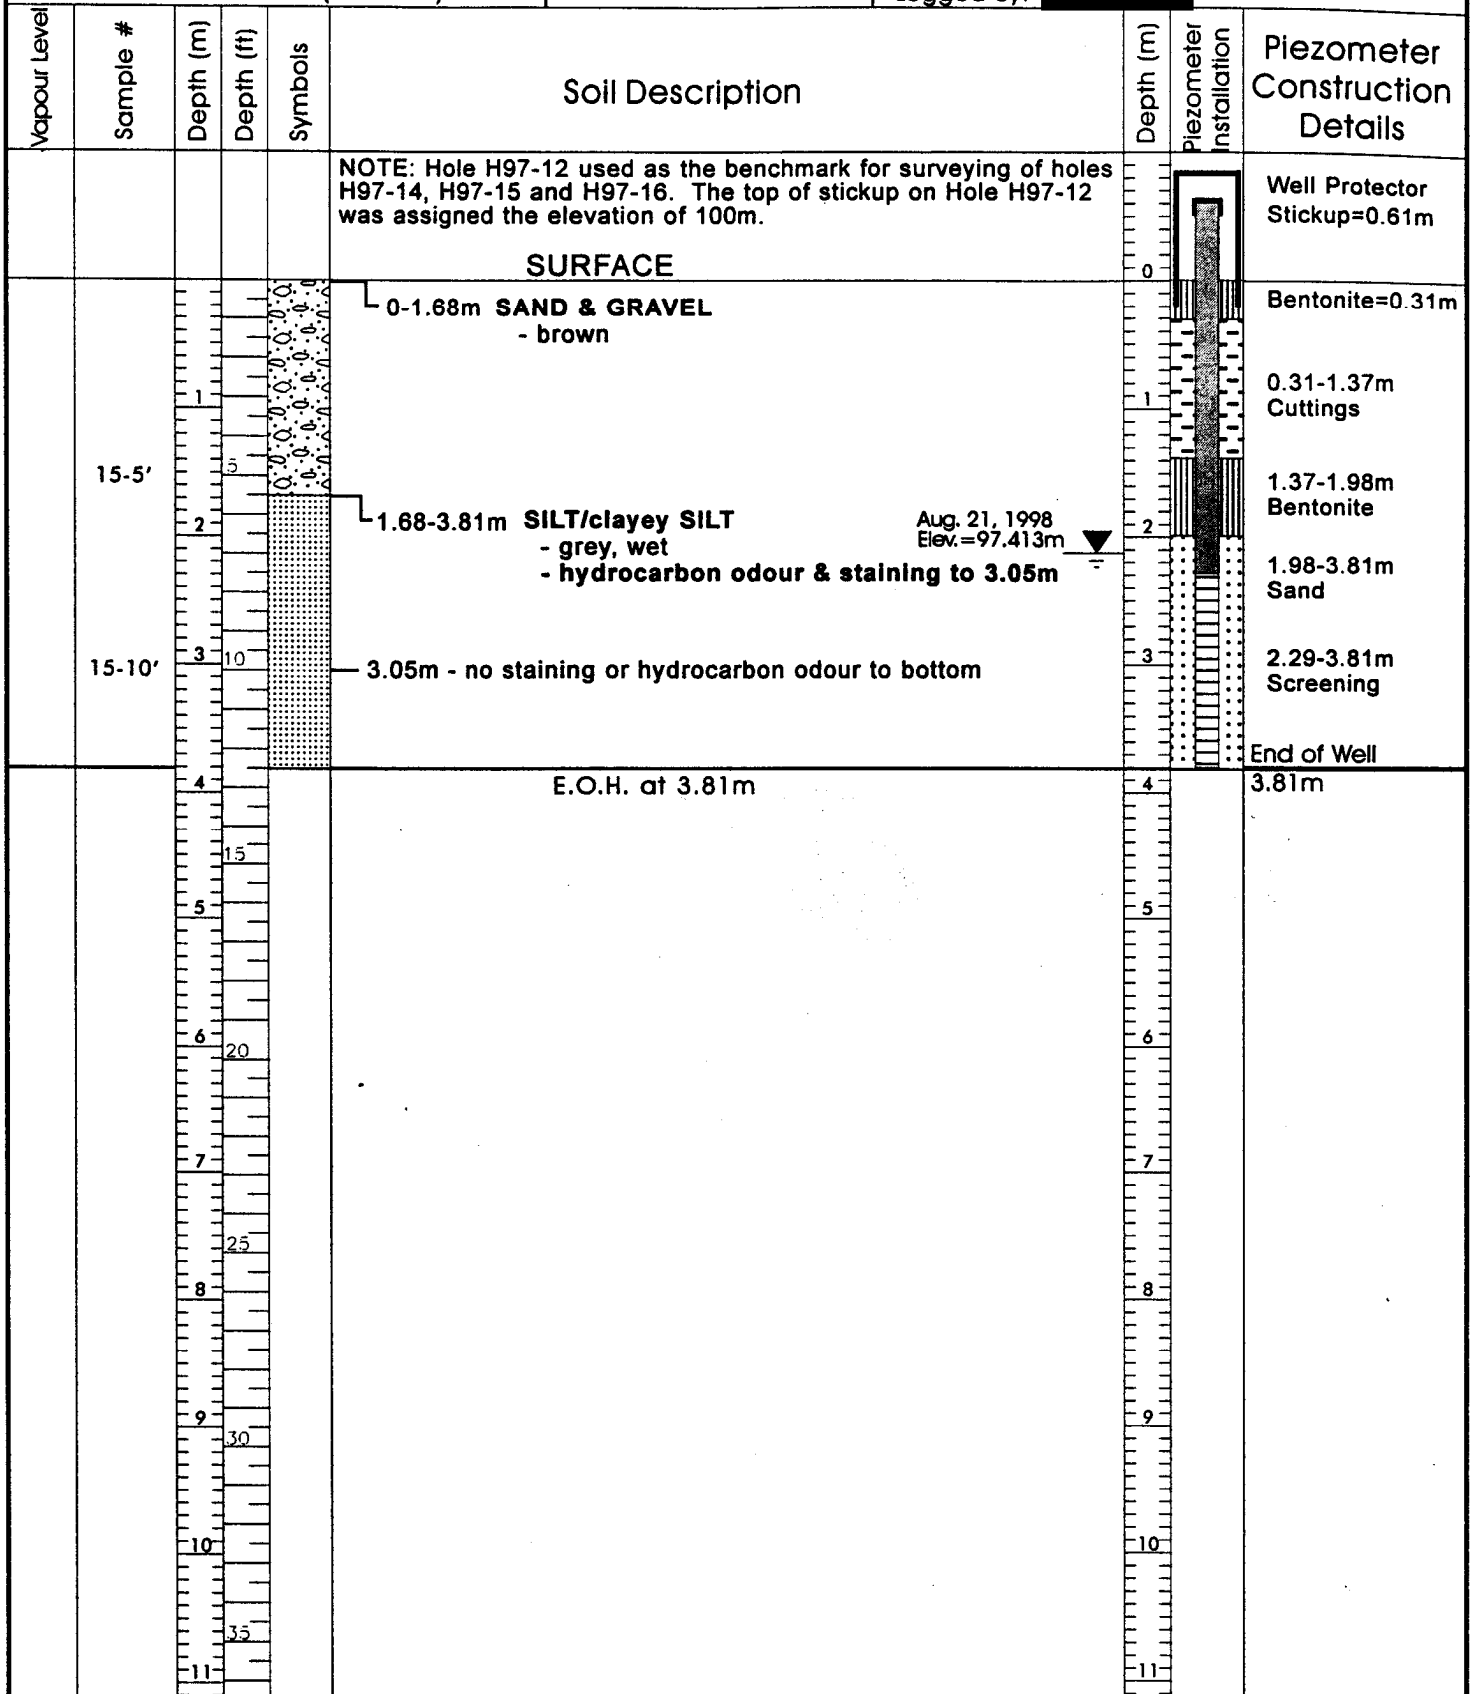 Vapour Level
Sample #
Depth (m)
Depth (ft)
Symbols
Soil Description
Depth (m)
Piezometer
Installation
Piezometer
Construction
Details
NOTE: Hole H97-12 used as the benchmark for surveying of holes
H97-14, H97-15 and H97-16. The top of stickup on Hole H97-12
was assigned the elevation of 100m.
SURFACE
0
Well Protector
Stickup=0.61m
0-1.68m SAND & GRAVEL
- brown
Bentonite=0.31m
1
1
0.31-1.37m
Cuttings
15-5'
5
1.37-1.98m
Bentonite
2
1.68-3.81m SILT/clayey SILT
- grey, wet
- hydrocarbon odour & staining to 3.05m
Aug. 21, 1998
Elev.=97.413m
2
1.98-3.81m
Sand
15-10'
3
10
3.05m - no staining or hydrocarbon odour to bottom
3
2.29-3.81m
Screening
End of Well
3.81m
4
E.O.H. at 3.81m
4
15
5
5
6
6
20
7
7
25
8
8
9
9
30
10
10
35
11
11